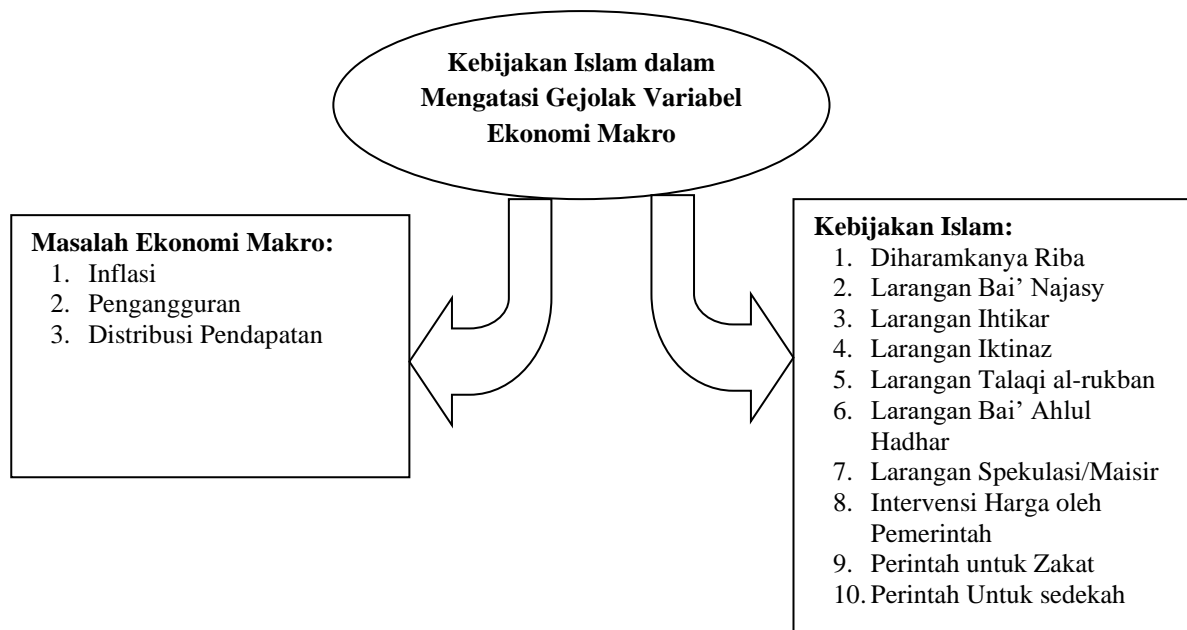 Kebijakan Islam dalam
Mengatasi Gejolak Variabel
Ekonomi Makro
Masalah Ekonomi Makro:
1. Inflasi
2. Pengangguran
3. Distribusi Pendapatan
Kebijakan Islam:
1. Diharamkanya Riba
2. Larangan Bai’ Najasy
3. Larangan Ihtikar
4. Larangan Iktinaz
5. Larangan Talaqi al-rukban
6. Larangan Bai’ Ahlul
Hadhar
7. Larangan Spekulasi/Maisir
8. Intervensi Harga oleh
Pemerintah
9. Perintah untuk Zakat
10. Perintah Untuk sedekah